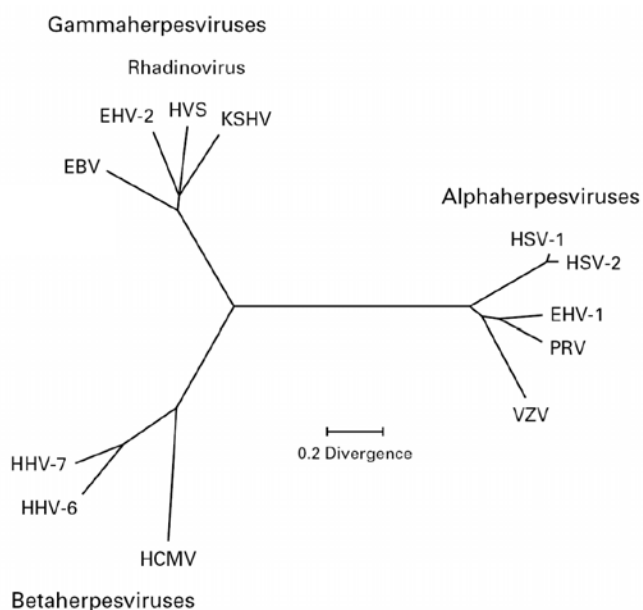 Gammaherpesviruses
Rhadinovirus
EHV-2
HVS
KSHV
EBV
Alphaherpesviruses
HSV-1
HSV-2
EHV-1
PRV
VZV
0.2 Divergence
HHV-7
HHV-6
HCMV
Betaherpesviruses